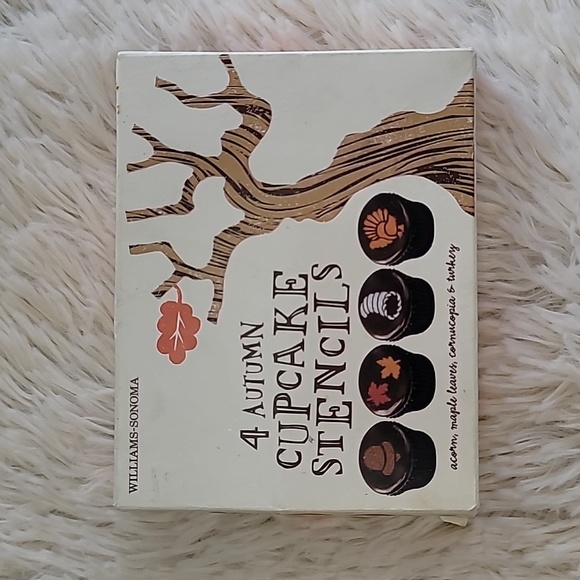 WILLIAMS-SONOMA
4 AUTUMN
CUPCAKE
STENCILS
acorn, maple leaves, cornucopia & turkey